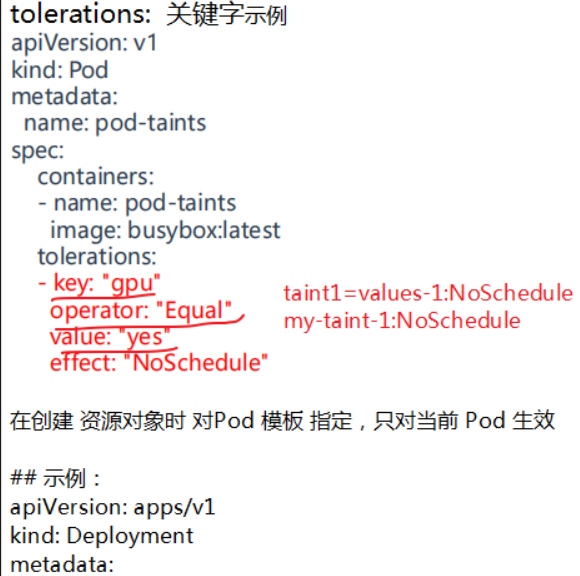 tolerations:  关键字示例
apiVersion: v1
kind: Pod
metadata:
  name: pod-taints
spec:
    containers:
    - name: pod-taints
      image: busybox:latest
    tolerations:
    - key: "gpu"
      operator: "Equal"
      value: "yes"
      effect: "NoSchedule"
taint1=values-1:NoSchedule
my-taint-1:NoSchedule
在创建 资源对象时 对Pod 模板 指定，只对当前 Pod 生效
## 示例：
apiVersion: apps/v1
kind: Deployment
metadata: